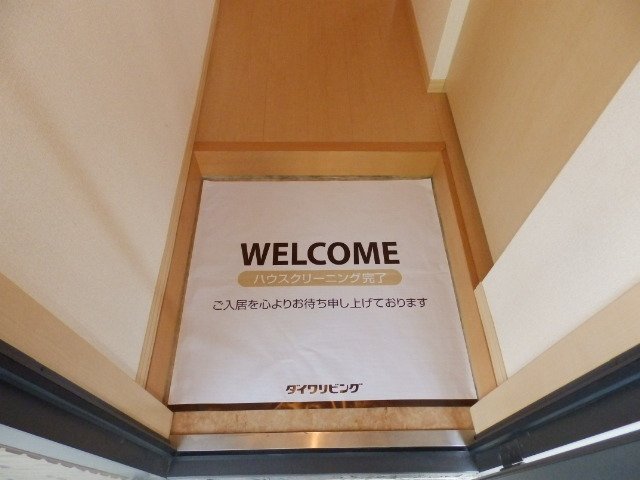 WELCOME
ハウスクリーニング完了
ご入居を心よりお待ち申し上げております
ダイワリビング